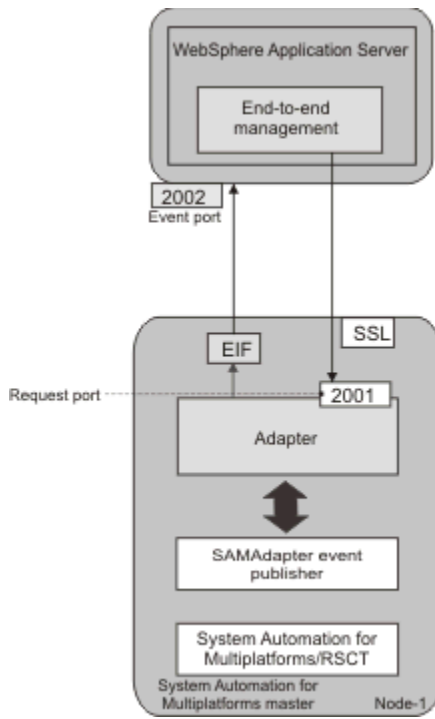 WebSphere Application Server
End-to-end
management
2002
Event port
SSL
EIF
Request port
2001
Adapter
SAMAdapter event
publisher
System Automation for
Multiplatforms/RSCT
System Automation for
Multiplatforms master
Node-1